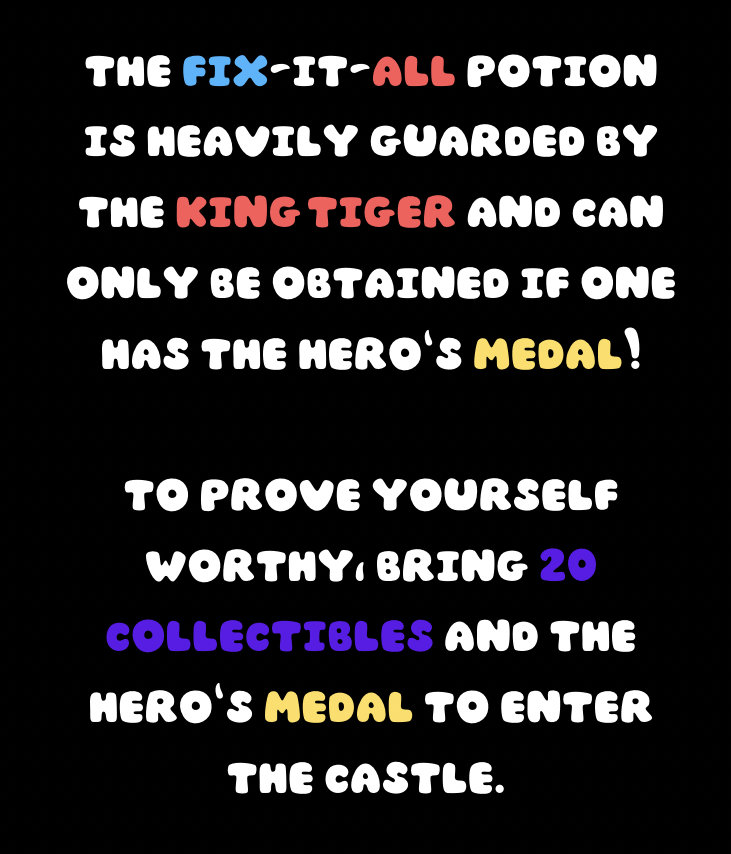 THE FIX-IT-ALL POTION
IS HEAVILY GUARDED BY
THE KING TIGER AND CAN
ONLY BE OBTAINED IF ONE
HAS THE HERO'S MEDAL!
TO PROVE YOURSELF
WORTHY, BRING 20
COLLECTIBLES AND THE
HERO'S MEDAL TO ENTER
THE CASTLE.